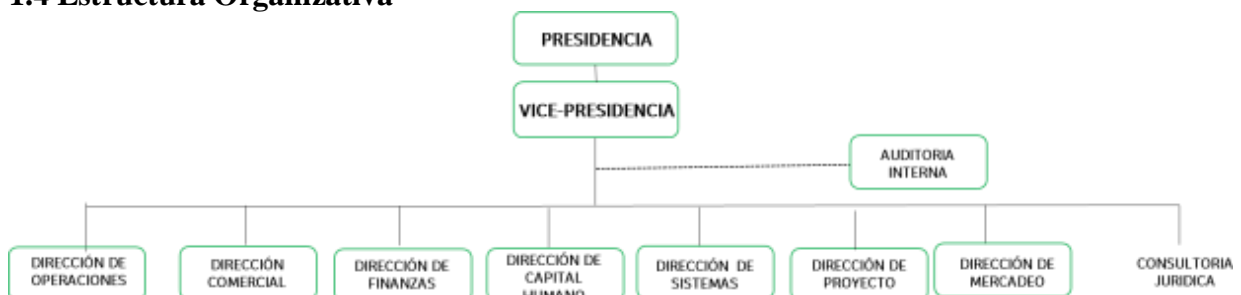 1.4 Estructura Organizativa
PRESIDENCIA
VICE-PRESIDENCIA
AUDITORIA
INTERNA
DIRECCIÓN DE
OPERACIONES
DIRECCIÓN
COMERCIAL
DIRECCIÓN DE
FINANZAS
DIRECCIÓN DE
CAPITAL
HUMANO
DIRECCIÓN DE
SISTEMAS
DIRECCIÓN DE
PROYECTO
DIRECCIÓN DE
MERCADEO
CONSULTORIA
JURIDICA